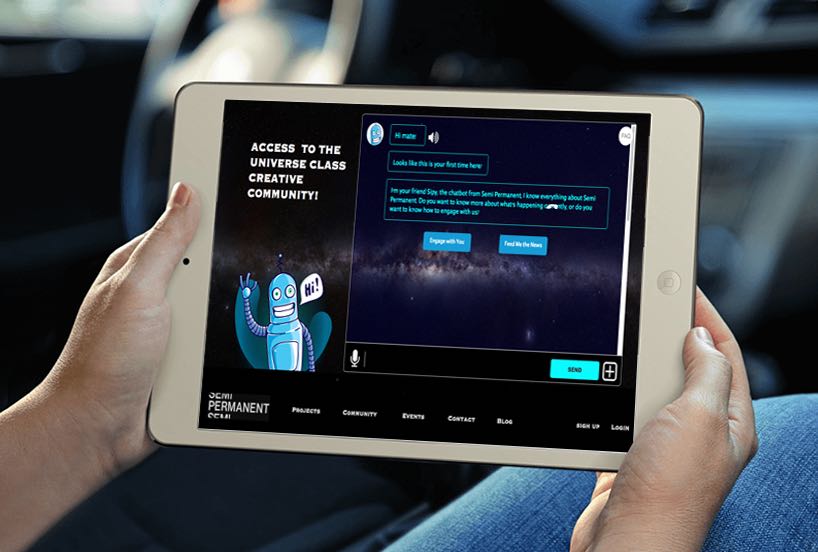 ACCESS TO THE
UNIVERSE CLASS
CREATIVE
COMMUNITY!
Hi!
Hi mate!
FAQ
Looks like this is your first time here!
I'm your friend Sipy, the chatbot from Semi Permanent, I know everything about Semi
Permanent. Do you want to know more about what's happening or do you
want to know how to engage with us!
Engage with You
Feed Me the News
SEND
SEMI
PERMANENT
SEMI
PROJECTS
COMMUNITY
EVENTS
CONTACT
BLOG
SIGN UP
LOGIN